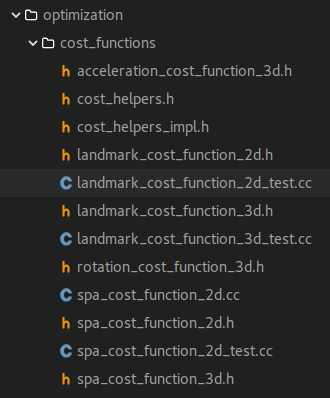 optimization
cost_functions
h acceleration_cost_function_3d.h
h cost_helpers.h
h cost_helpers_impl.h
h landmark_cost_function_2d.h
C landmark_cost_function_2d_test.cc
h landmark_cost_function_3d.h
C landmark_cost_function_3d_test.cc
h rotation_cost_function_3d.h
C spa_cost_function_2d.cc
h spa_cost_function_2d.h
C spa_cost_function_2d_test.cc
h spa_cost_function_3d.h